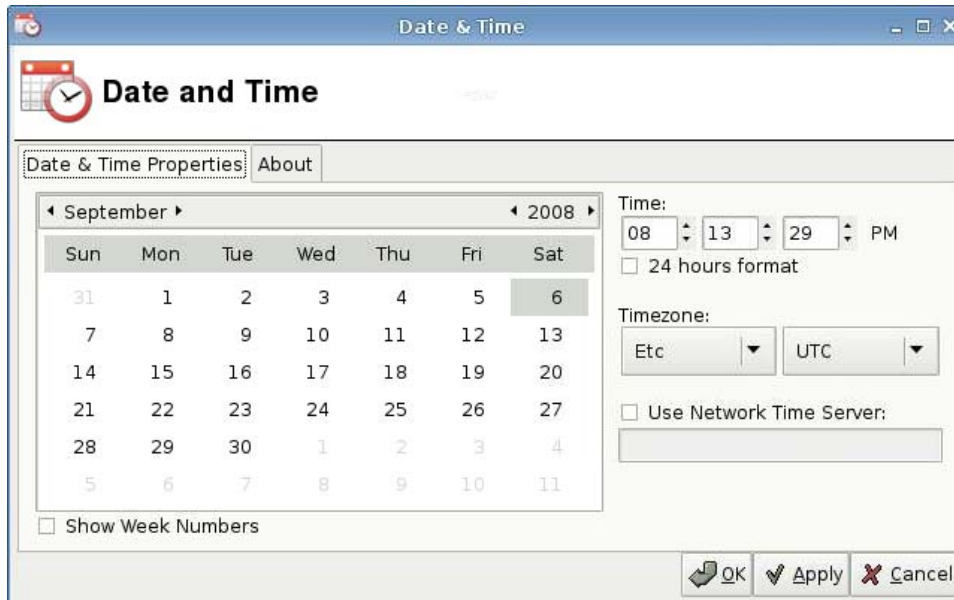 Date & Time
Date and Time
Date & Time Properties About
September 2008
Sun Mon Tue Wed Thu Fri Sat
31 1 2 3 4 5 6
7 8 9 10 11 12 13
14 15 16 17 18 19 20
21 22 23 24 25 26 27
28 29 30 1 2 3 4
5 6 7 8 9 10 11
Show Week Numbers
Time:
08 13 29 PM
24 hours format
Timezone:
Etc UTC
Use Network Time Server:
OK Apply Cancel